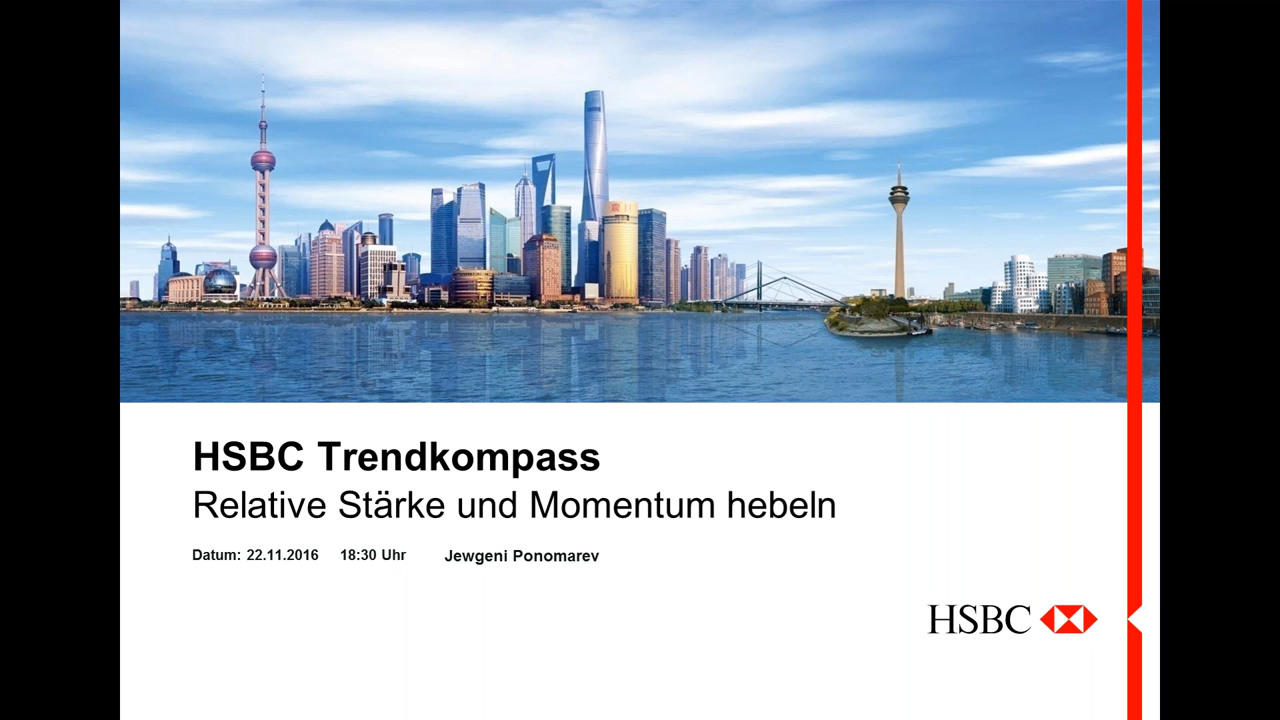 HSBC Trendkompass
Relative Stärke und Momentum hebeln
Datum: 22.11.2016 18:30 Uhr Jewgeni Ponomarev
HSBC